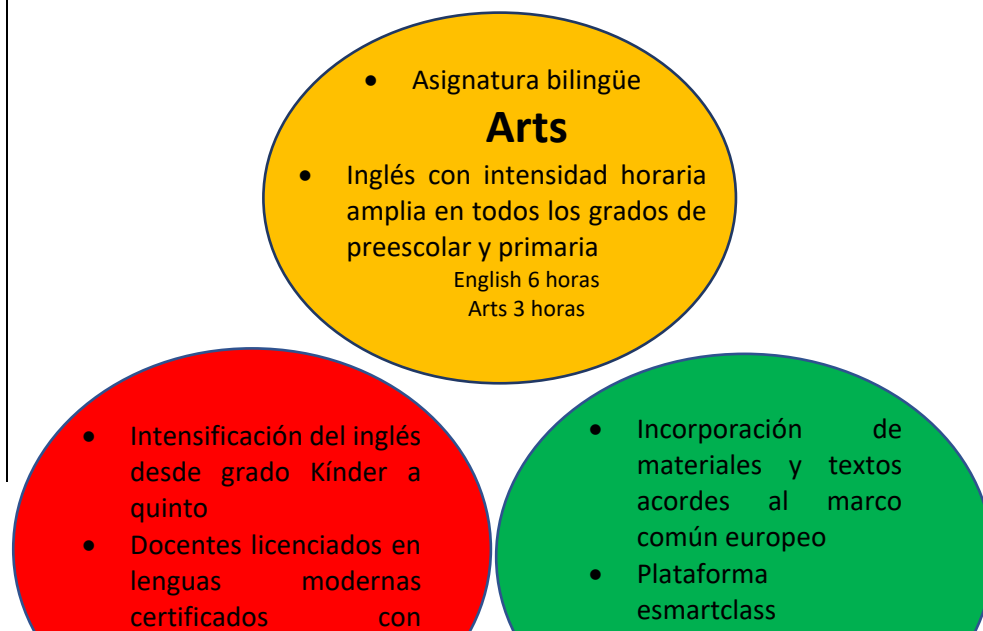 • Asignatura bilingüe
Arts
• Inglés con intensidad horaria
amplia en todos los grados de
preescolar y primaria
English 6 horas
Arts 3 horas
• Intensificación del inglés
desde grado Kínder a
quinto
• Docentes licenciados en
lenguas modernas
certificados con
• Incorporación de
materiales y textos
acordes al marco
común europeo
• Plataforma
esmartclass